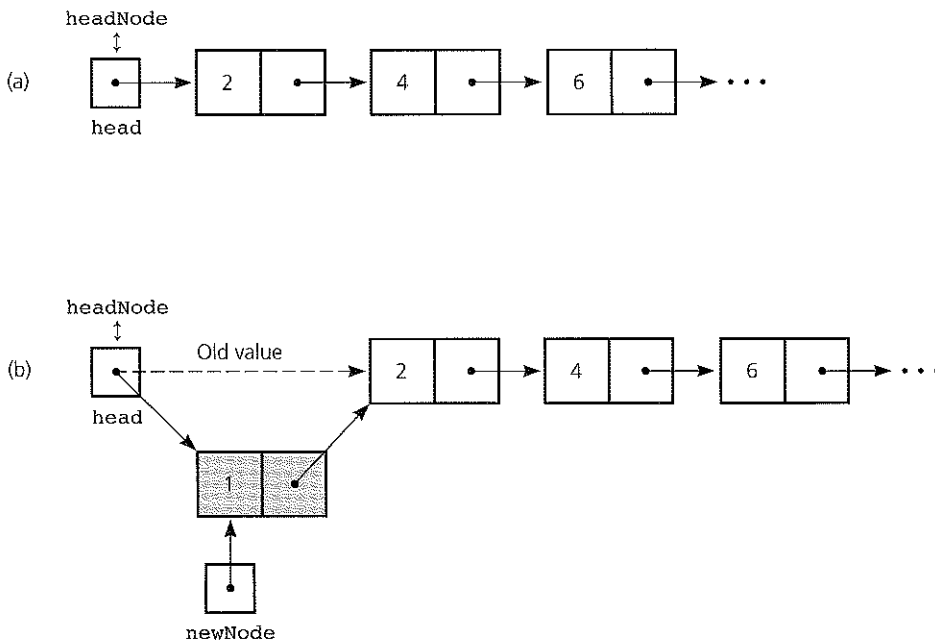 headNode
(a)
2
4
6
...
head
headNode
(b)
Old value
2
4
6
...
head
1
newNode